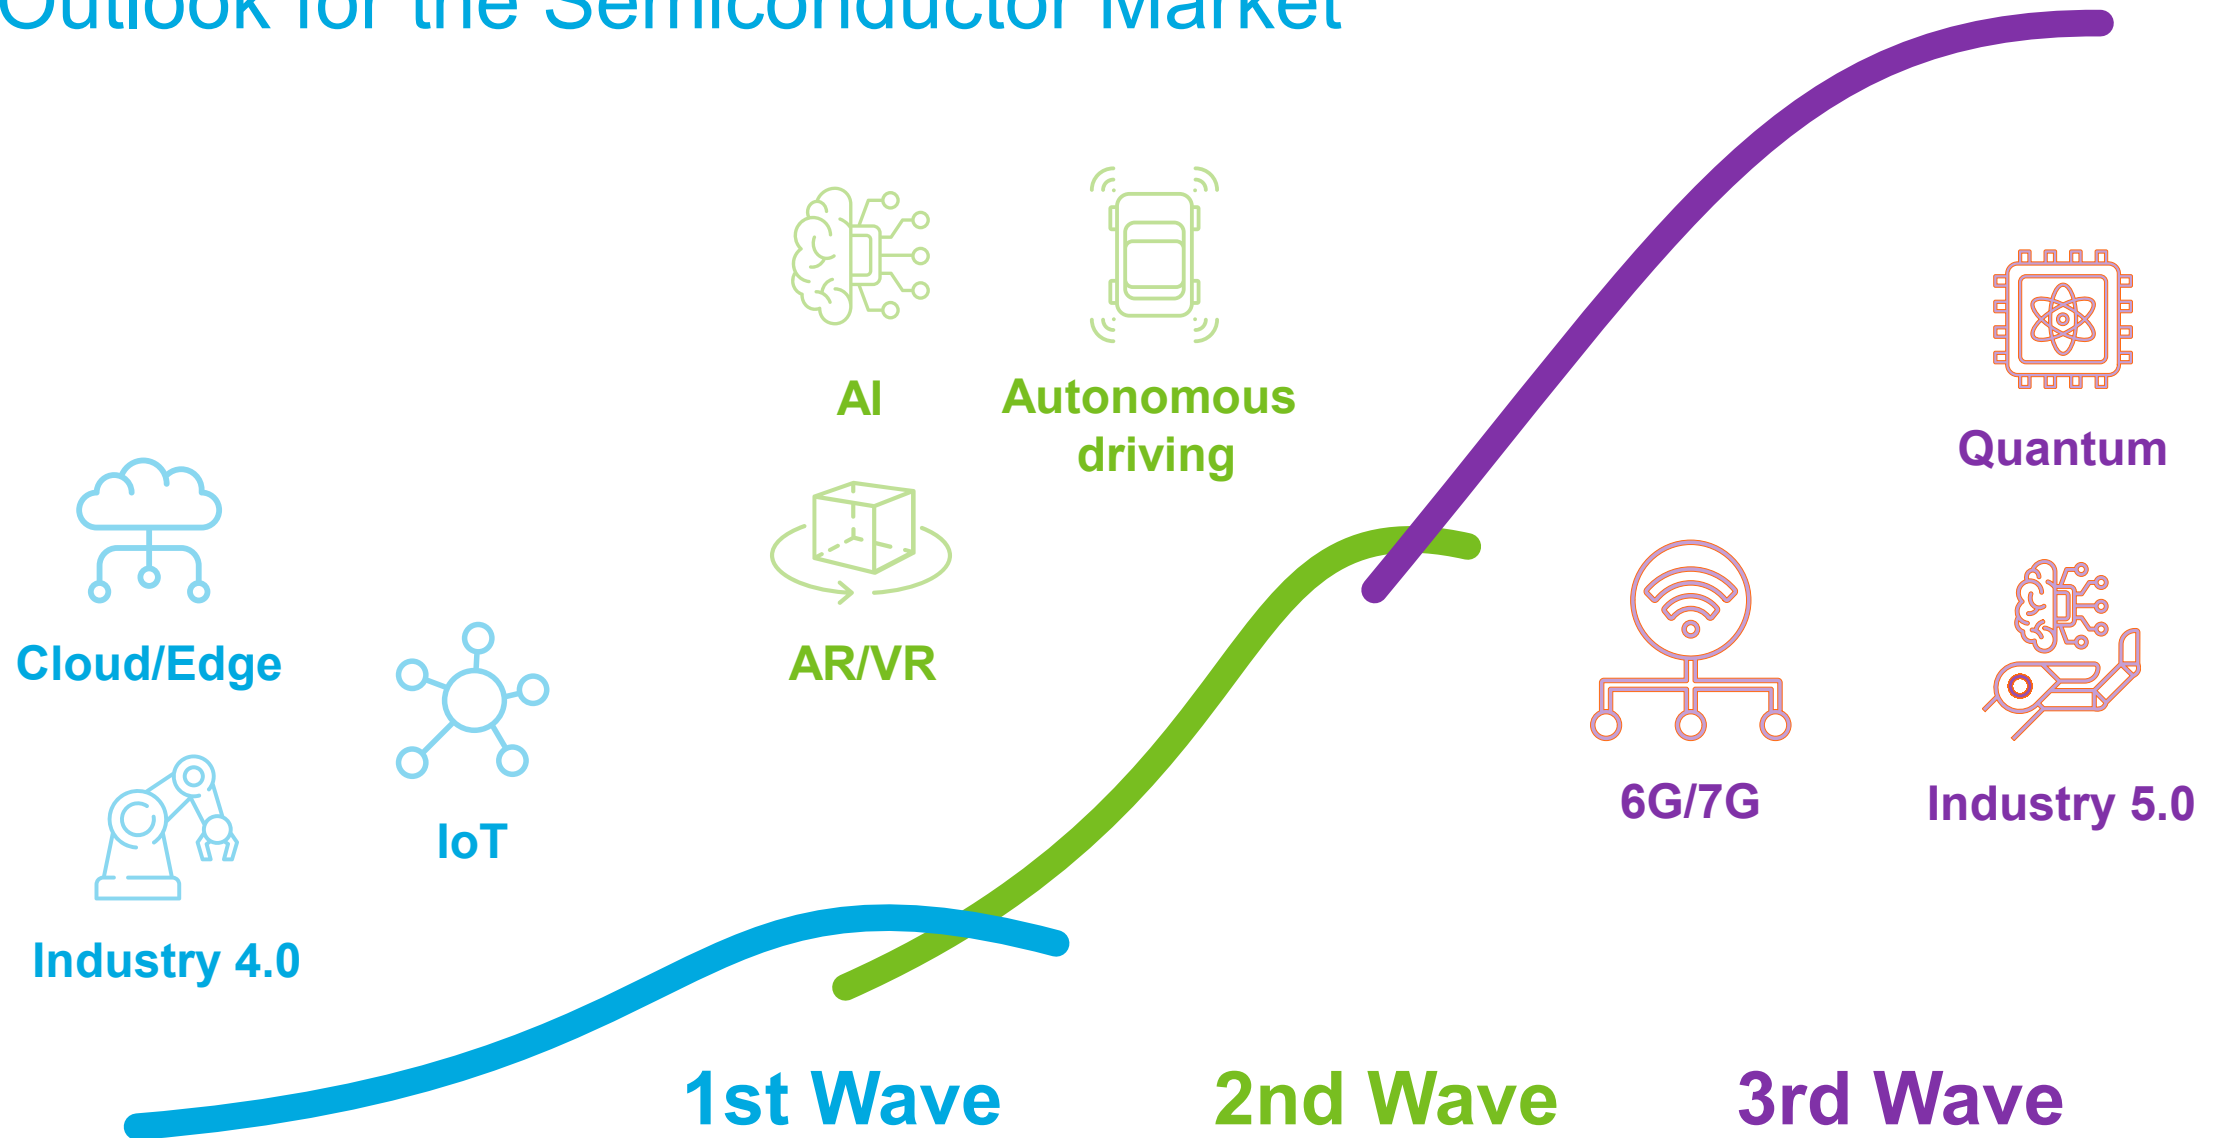 Outlook for the Semiconductor Market
AI
Autonomous
driving
Quantum
Cloud/Edge
AR/VR
IoT
6G/7G
Industry 5.0
Industry 4.0
1st Wave
2nd Wave
3rd Wave